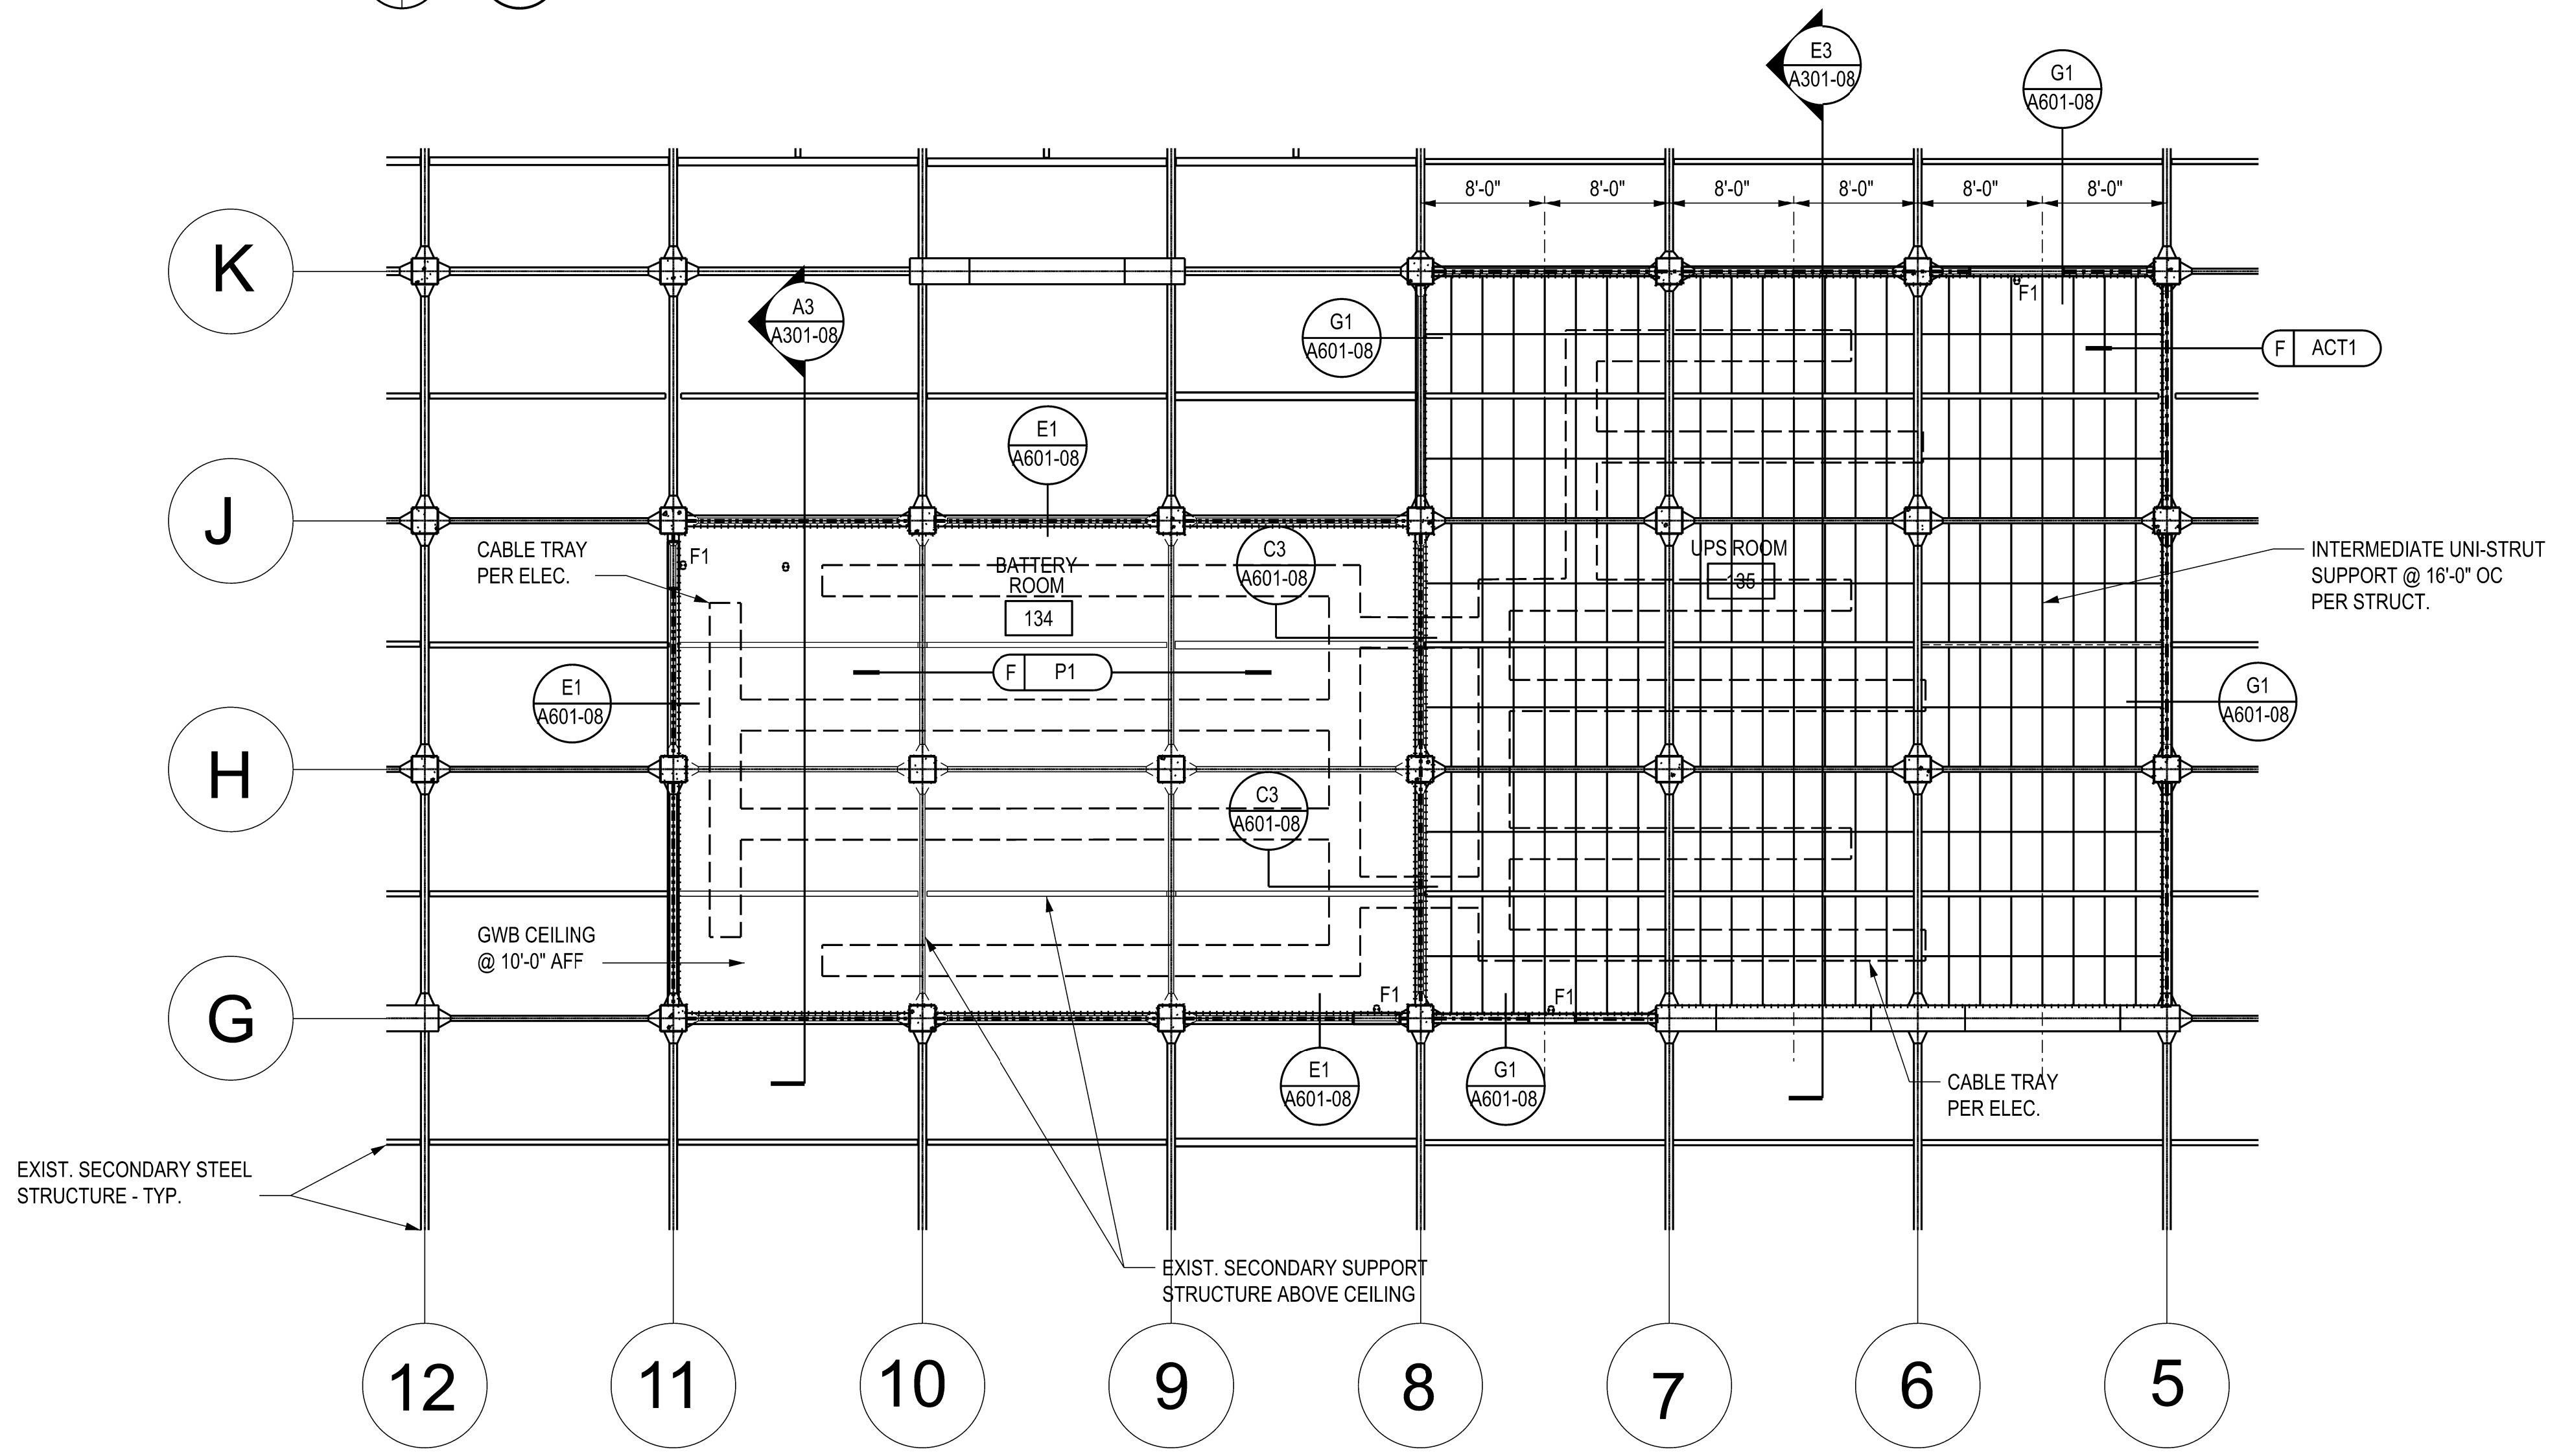 E3
A301-08
G1
A601-08
8'-0"
8'-0"
8'-0"
8'-0"
8'-0"
8'-0"
K
A3
A301-08
G1
A601-08
F1
F
ACT1
E1
A601-08
J
CABLE TRAY
PER ELEC.
F1
BATTERY
ROOM
134
C3
A601-08
UPS ROOM
35
INTERMEDIATE UNI-STRUT
SUPPORT @ 16'-0" OC
PER STRUCT.
F
P1
E1
A601-08
G1
A601-08
H
C3
A601-08
GWB CEILING
@ 10'-0" AFF
G
F1
F1
E1
A601-08
G1
A601-08
CABLE TRAY
PER ELEC.
EXIST. SECONDARY STEEL
STRUCTURE - TYP.
EXIST. SECONDARY SUPPORT
STRUCTURE ABOVE CEILING
12
11
10
9
8
7
6
5